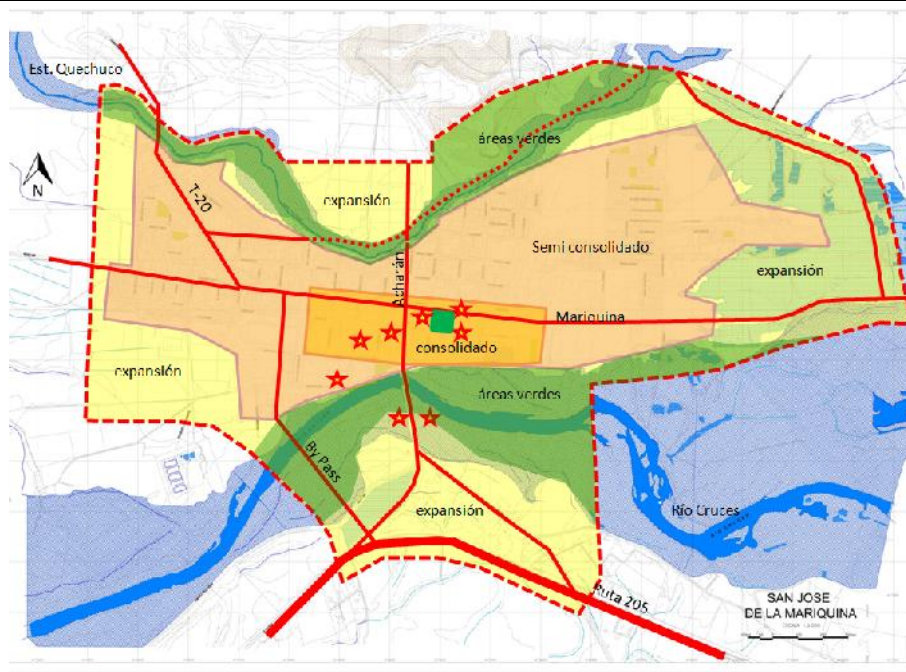 Est. Quechuco
áreas verdes
N
T-20
expansión
Semi consolidado
Acharán
expansión
Mariquina
consolidado
expansión
áreas verdes
By Pass
expansión
Río Cruces
Ruta 205
SAN JOSE
DE LA MARIQUINA